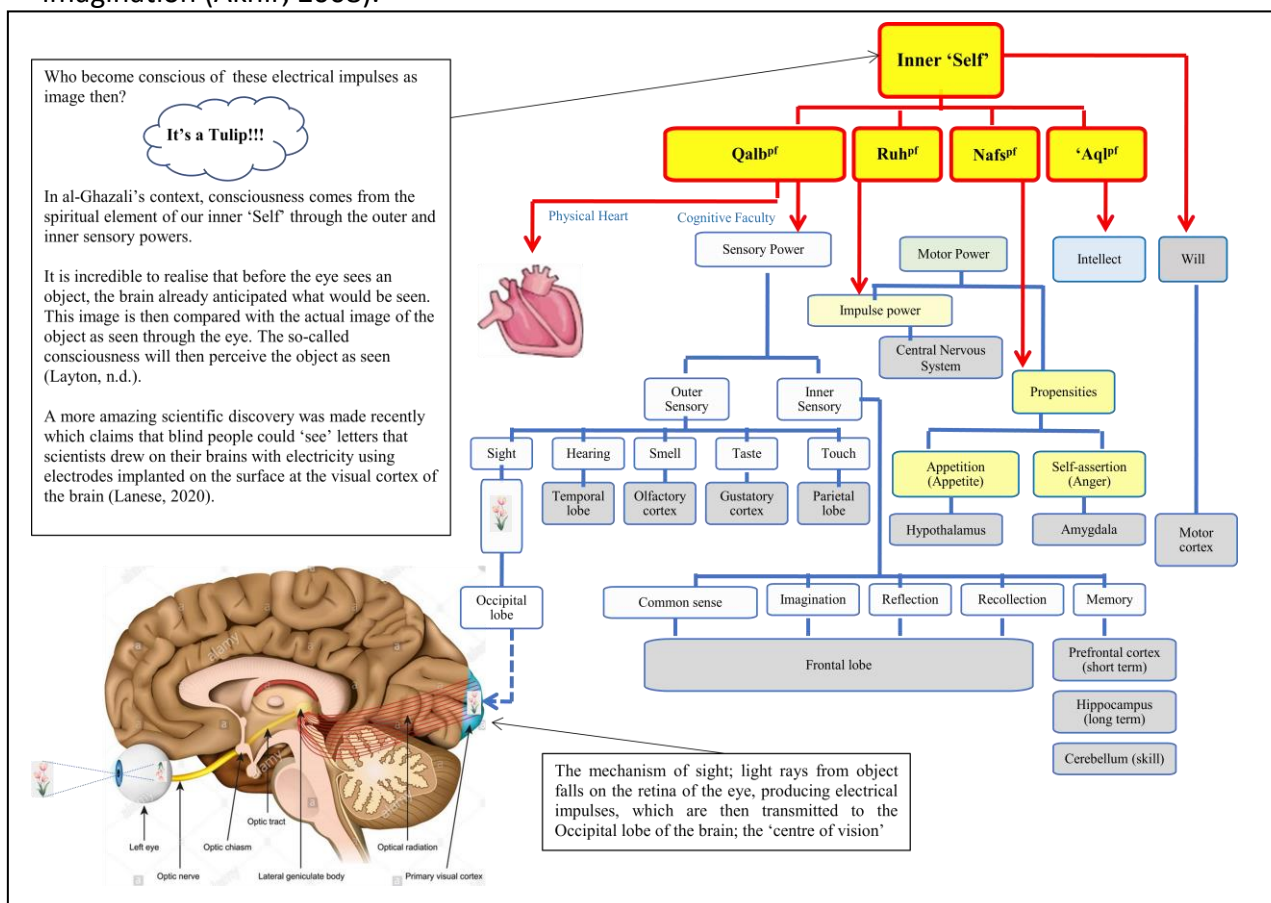 imagination (Akhir, 2008).
Who become conscious of these electrical impulses as
image then?
It's a Tulip!!!
In al-Ghazali's context, consciousness comes from the
spiritual element of our inner 'Self' through the outer and
inner sensory powers.
It is incredible to realise that before the eye sees an
object, the brain already anticipated what would be seen.
This image is then compared with the actual image of the
object as seen through the eye. The so-called
consciousness will then perceive the object as seen
(Layton, n.d.).
A more amazing scientific discovery was made recently
which claims that blind people could 'see' letters that
scientists drew on their brains with electricity using
electrodes implanted on the surface at the visual cortex of
the brain (Lanese, 2020).
Inner 'Self'
Qalbpf
Ruhpf
Nafspf
'Aqlpf
Physical Heart
Cognitive Faculty
Sensory Power
Motor Power
Intellect
Will
Impulse power
Central Nervous
System
Outer
Sensory
Inner
Sensory
Propensities
Sight
Hearing
Smell
Taste
Touch
Temporal
lobe
Olfactory
cortex
Gustatory
cortex
Parietal
lobe
Appetition
(Appetite)
Self-assertion
(Anger)
Hypothalamus
Amygdala
Motor
cortex
Occipital
lobe
Common sense
Imagination
Reflection
Recollection
Memory
Frontal lobe
Prefrontal cortex
(short term)
Hippocampus
(long term)
Cerebellum (skill)
The mechanism of sight; light rays from object
falls on the retina of the eye, producing electrical
impulses, which are then transmitted to the
Occipital lobe of the brain; the 'centre of vision'
alamy
alamy
Left eye
Optic nerve
Optic chiasm
Optic tract
Lateral geniculate body
Optical radiation
Primary visual cortex